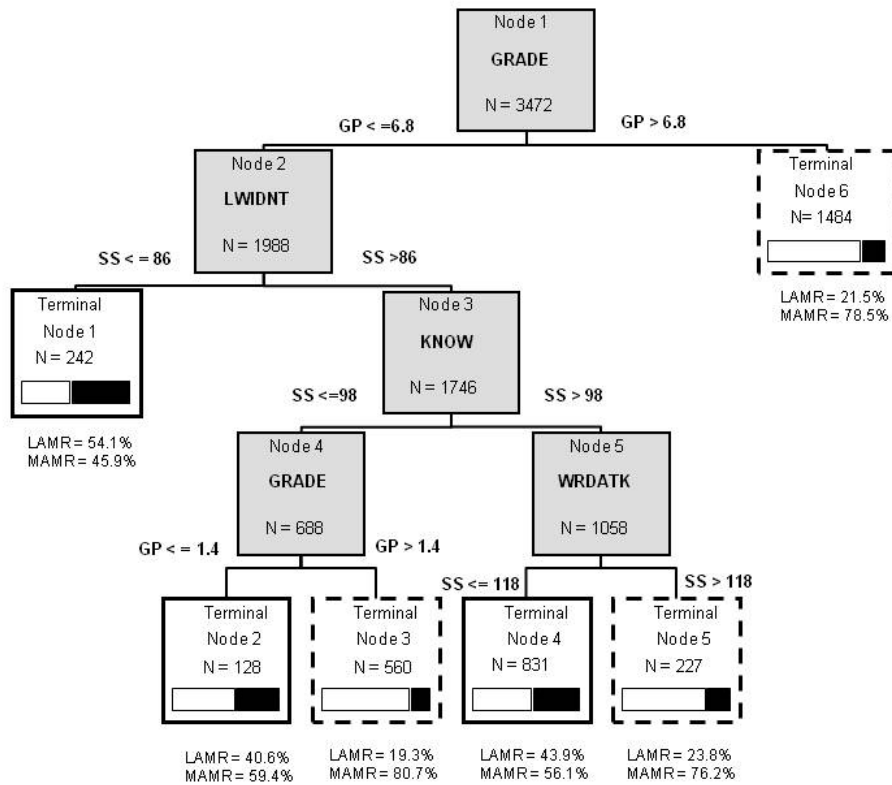 Node 1
GRADE
N = 3472
GP < =6.8
GP > 6.8
Node 2
LWIDNT
N = 1988
Terminal
Node 6
N= 1484
LAMR = 21.5%
MAMR = 78.5%
SS < = 86
SS >86
Terminal
Node 1
N = 242
LAMR = 54.1%
MAMR = 45.9%
Node 3
KNOW
N = 1746
SS <=98
SS > 98
Node 4
GRADE
N = 688
Node 5
WRDATK
N = 1058
GP < = 1.4
GP > 1.4
SS <= 118
SS > 118
Terminal
Node 2
N = 128
LAMR = 40.6%
MAMR = 59.4%
Terminal
Node 3
N = 560
LAMR = 19.3%
MAMR = 80.7%
Terminal
Node 4
N = 831
LAMR = 43.9%
MAMR = 56.1%
Terminal
Node 5
N = 227
LAMR = 23.8%
MAMR = 76.2%